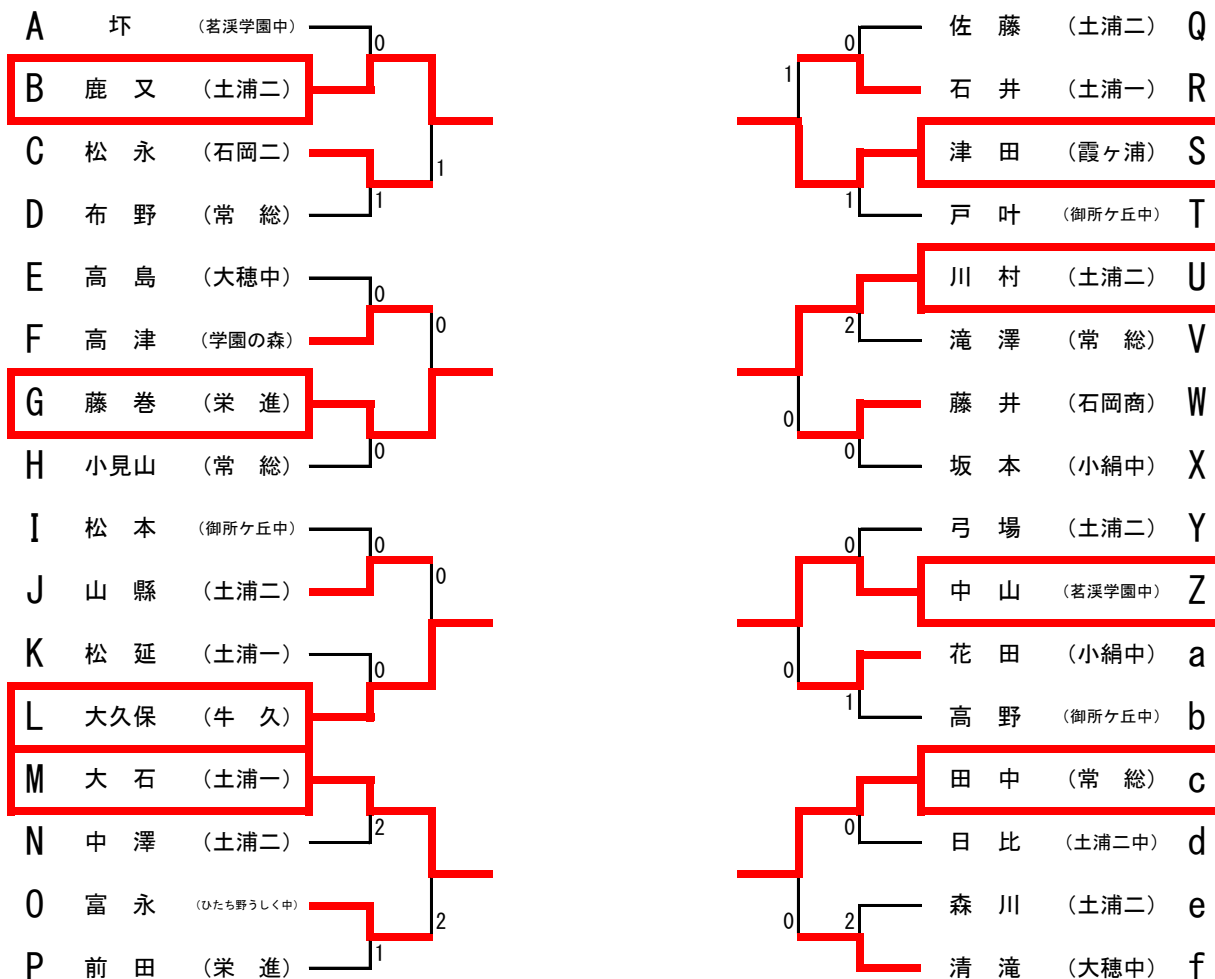 A 圷 (茗溪学園中)
0
B 鹿 又 (土浦二)
C 松 永 (石岡二)
1
D 布 野 (常 総)
1
E 高 島 (大穂中)
0
F 高 津 (学園の森)
0
G 藤 巻 (栄 進)
H 小見山 (常 総)
0
I 松 本 (御所ケ丘中)
0
J 山 縣 (土浦二)
0
K 松 延 (土浦一)
0
L 大久保 (牛 久)
M 大 石 (土浦一)
N 中 澤 (土浦二)
2
O 富 永 (ひたち野うしく中)
2
P 前 田 (栄 進)
1
佐 藤 (土浦二) Q
0
1
石 井 (土浦一) R
津 田 (霞ヶ浦) S
1
戸 叶 (御所ケ丘中) T
川 村 (土浦二) U
2
滝 澤 (常 総) V
藤 井 (石岡商) W
0
0
坂 本 (小絹中) X
弓 場 (土浦二) Y
0
中 山 (茗溪学園中) Z
花 田 (小絹中) a
0
1
高 野 (御所ケ丘中) b
田 中 (常 総) c
0
日 比 (土浦二中) d
森 川 (土浦二) e
0 2
清 滝 (大穂中) f